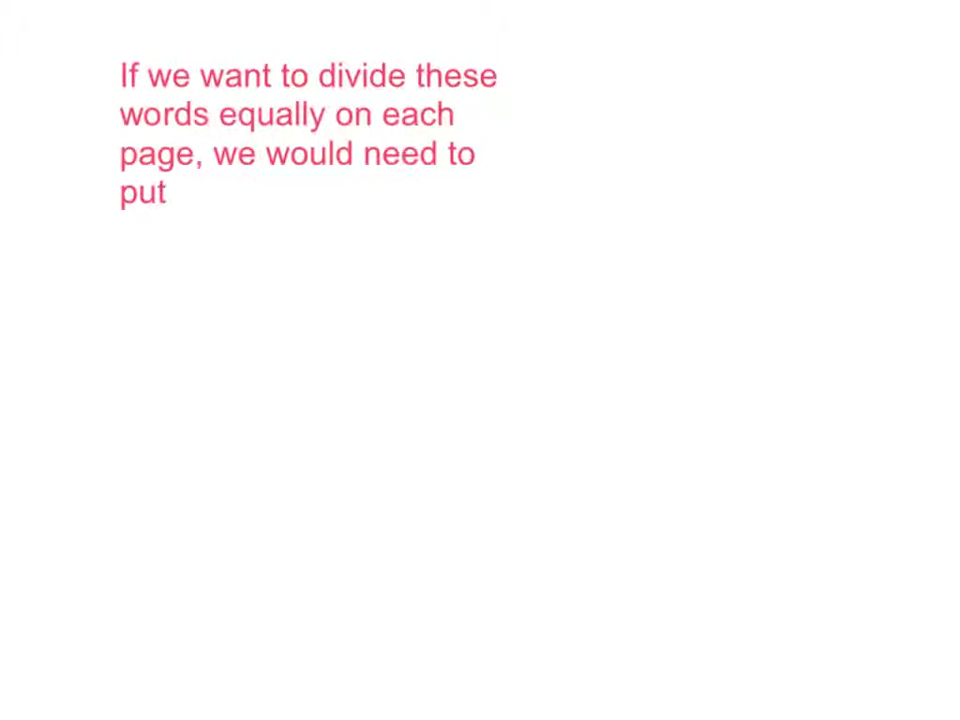 If we want to divide these
words equally on each
page, we would need to
put